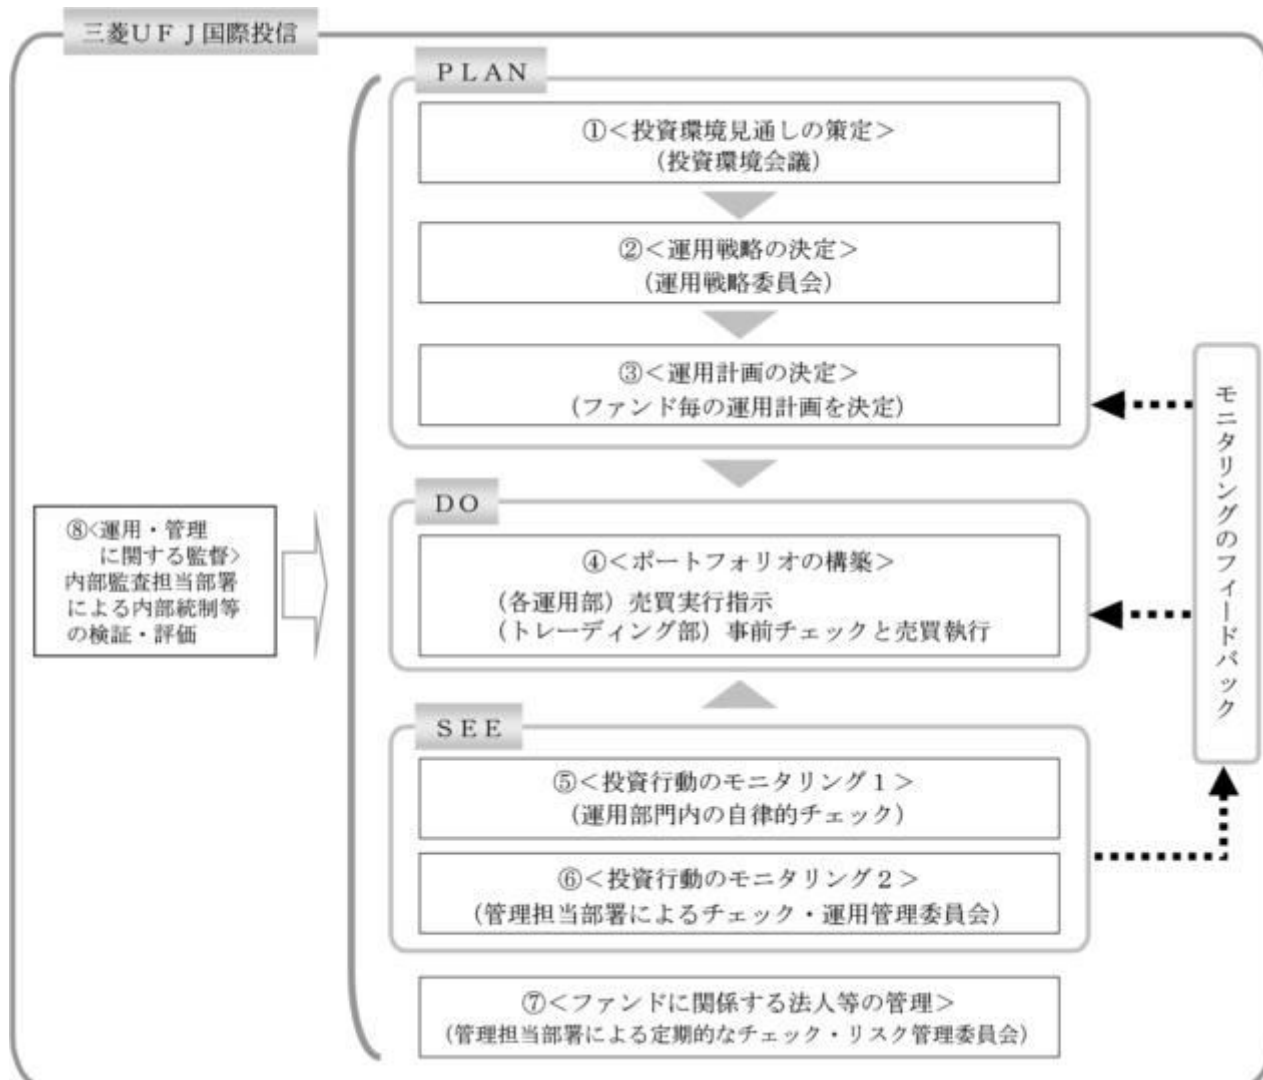 三菱UFJ国際投信
PLAN
①＜投資環境見通しの策定＞
（投資環境会議）
②＜運用戦略の決定＞
（運用戦略委員会）
③＜運用計画の決定＞
（ファンド毎の運用計画を決定）
DO
④＜ポートフォリオの構築＞
（各運用部）売買実行指示
（トレーディング部）事前チェックと売買執行
SEE
⑤＜投資行動のモニタリング１＞
（運用部門内の自律的チェック）
⑥＜投資行動のモニタリング２＞
（管理担当部署によるチェック・運用管理委員会）
⑦＜ファンドに関係する法人等の管理＞
（管理担当部署による定期的なチェック・リスク管理委員会）
⑧＜運用・管理
に関する監督＞
内部監査担当部署
による内部統制等
の検証・評価
モニタリングのフィードバック